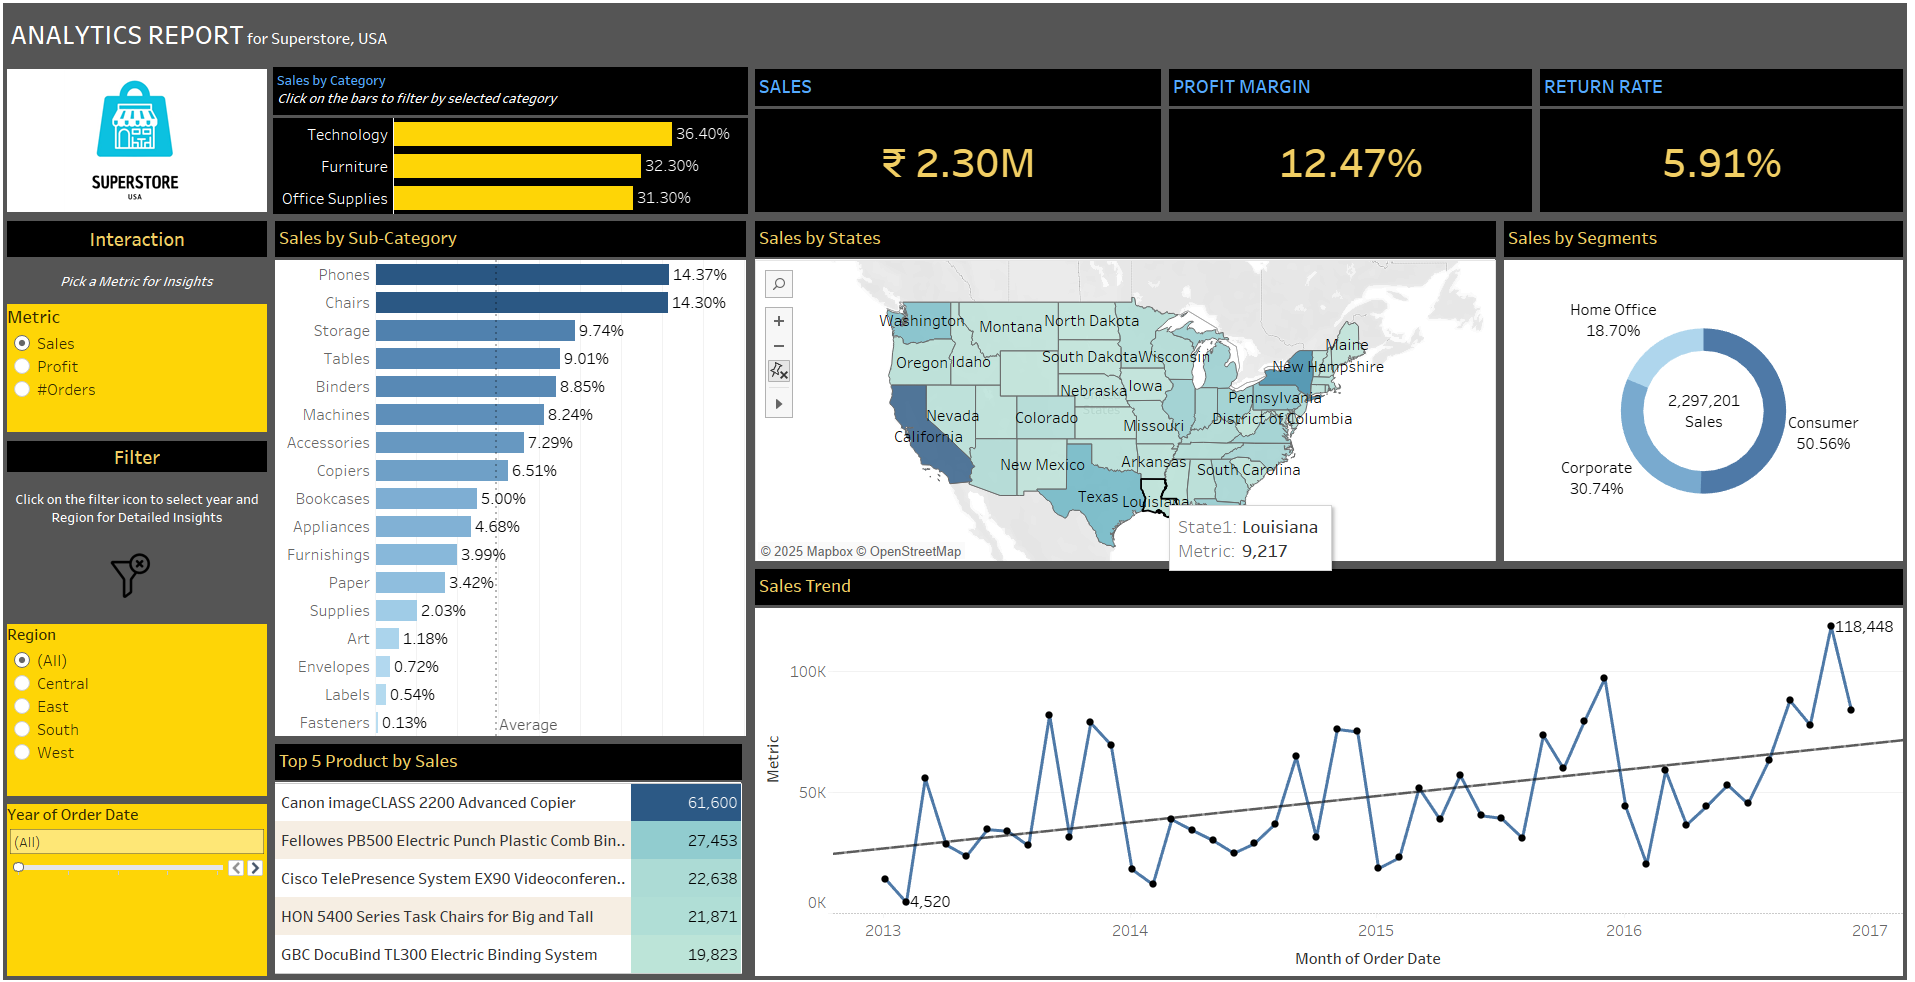 ANALYTICS REPORT for Superstore, USA
SUPERSTORE
USA
Sales by Category
Click on the bars to filter by selected category
Technology 36.40%
Furniture 32.30%
Office Supplies 31.30%
SALES
₹ 2.30M
PROFIT MARGIN
12.47%
RETURN RATE
5.91%
Interaction
Pick a Metric for Insights
Metric
Sales
Profit
#Orders
Filter
Click on the filter icon to select year and
Region for Detailed Insights
Region
(All)
Central
East
South
West
Year of Order Date
(All)
Sales by Sub-Category
Phones 14.37%
Chairs 14.30%
Storage 9.74%
Tables 9.01%
Binders 8.85%
Machines 8.24%
Accessories 7.29%
Copiers 6.51%
Bookcases 5.00%
Appliances 4.68%
Furnishings 3.99%
Paper 3.42%
Supplies 2.03%
Art 1.18%
Envelopes 0.72%
Labels 0.54%
Fasteners 0.13%
Average
Top 5 Product by Sales
Canon imageCLASS 2200 Advanced Copier 61,600
Fellowes PB500 Electric Punch Plastic Comb Bin.. 27,453
Cisco TelePresence System EX90 Videoconferen.. 22,638
HON 5400 Series Task Chairs for Big and Tall 21,871
GBC DocuBind TL300 Electric Binding System 19,823
Sales by States
Washington
Montana
North Dakota
Maine
Oregon
Idaho
South Dakota
Wisconsin
New Hampshire
Nebraska
Iowa
Pennsylvania
States
Nevada
Colorado
Missouri
District of Columbia
California
New Mexico
Arkansas
South Carolina
Texas
Louisiana
State1: Louisiana
Metric: 9,217
© 2025 Mapbox © OpenStreetMap
Sales by Segments
Home Office
18.70%
2,297,201
Sales
Consumer
50.56%
Corporate
30.74%
Sales Trend
118,448
100K
Metric
50K
0K
4,520
2013 2014 2015 2016 2017
Month of Order Date